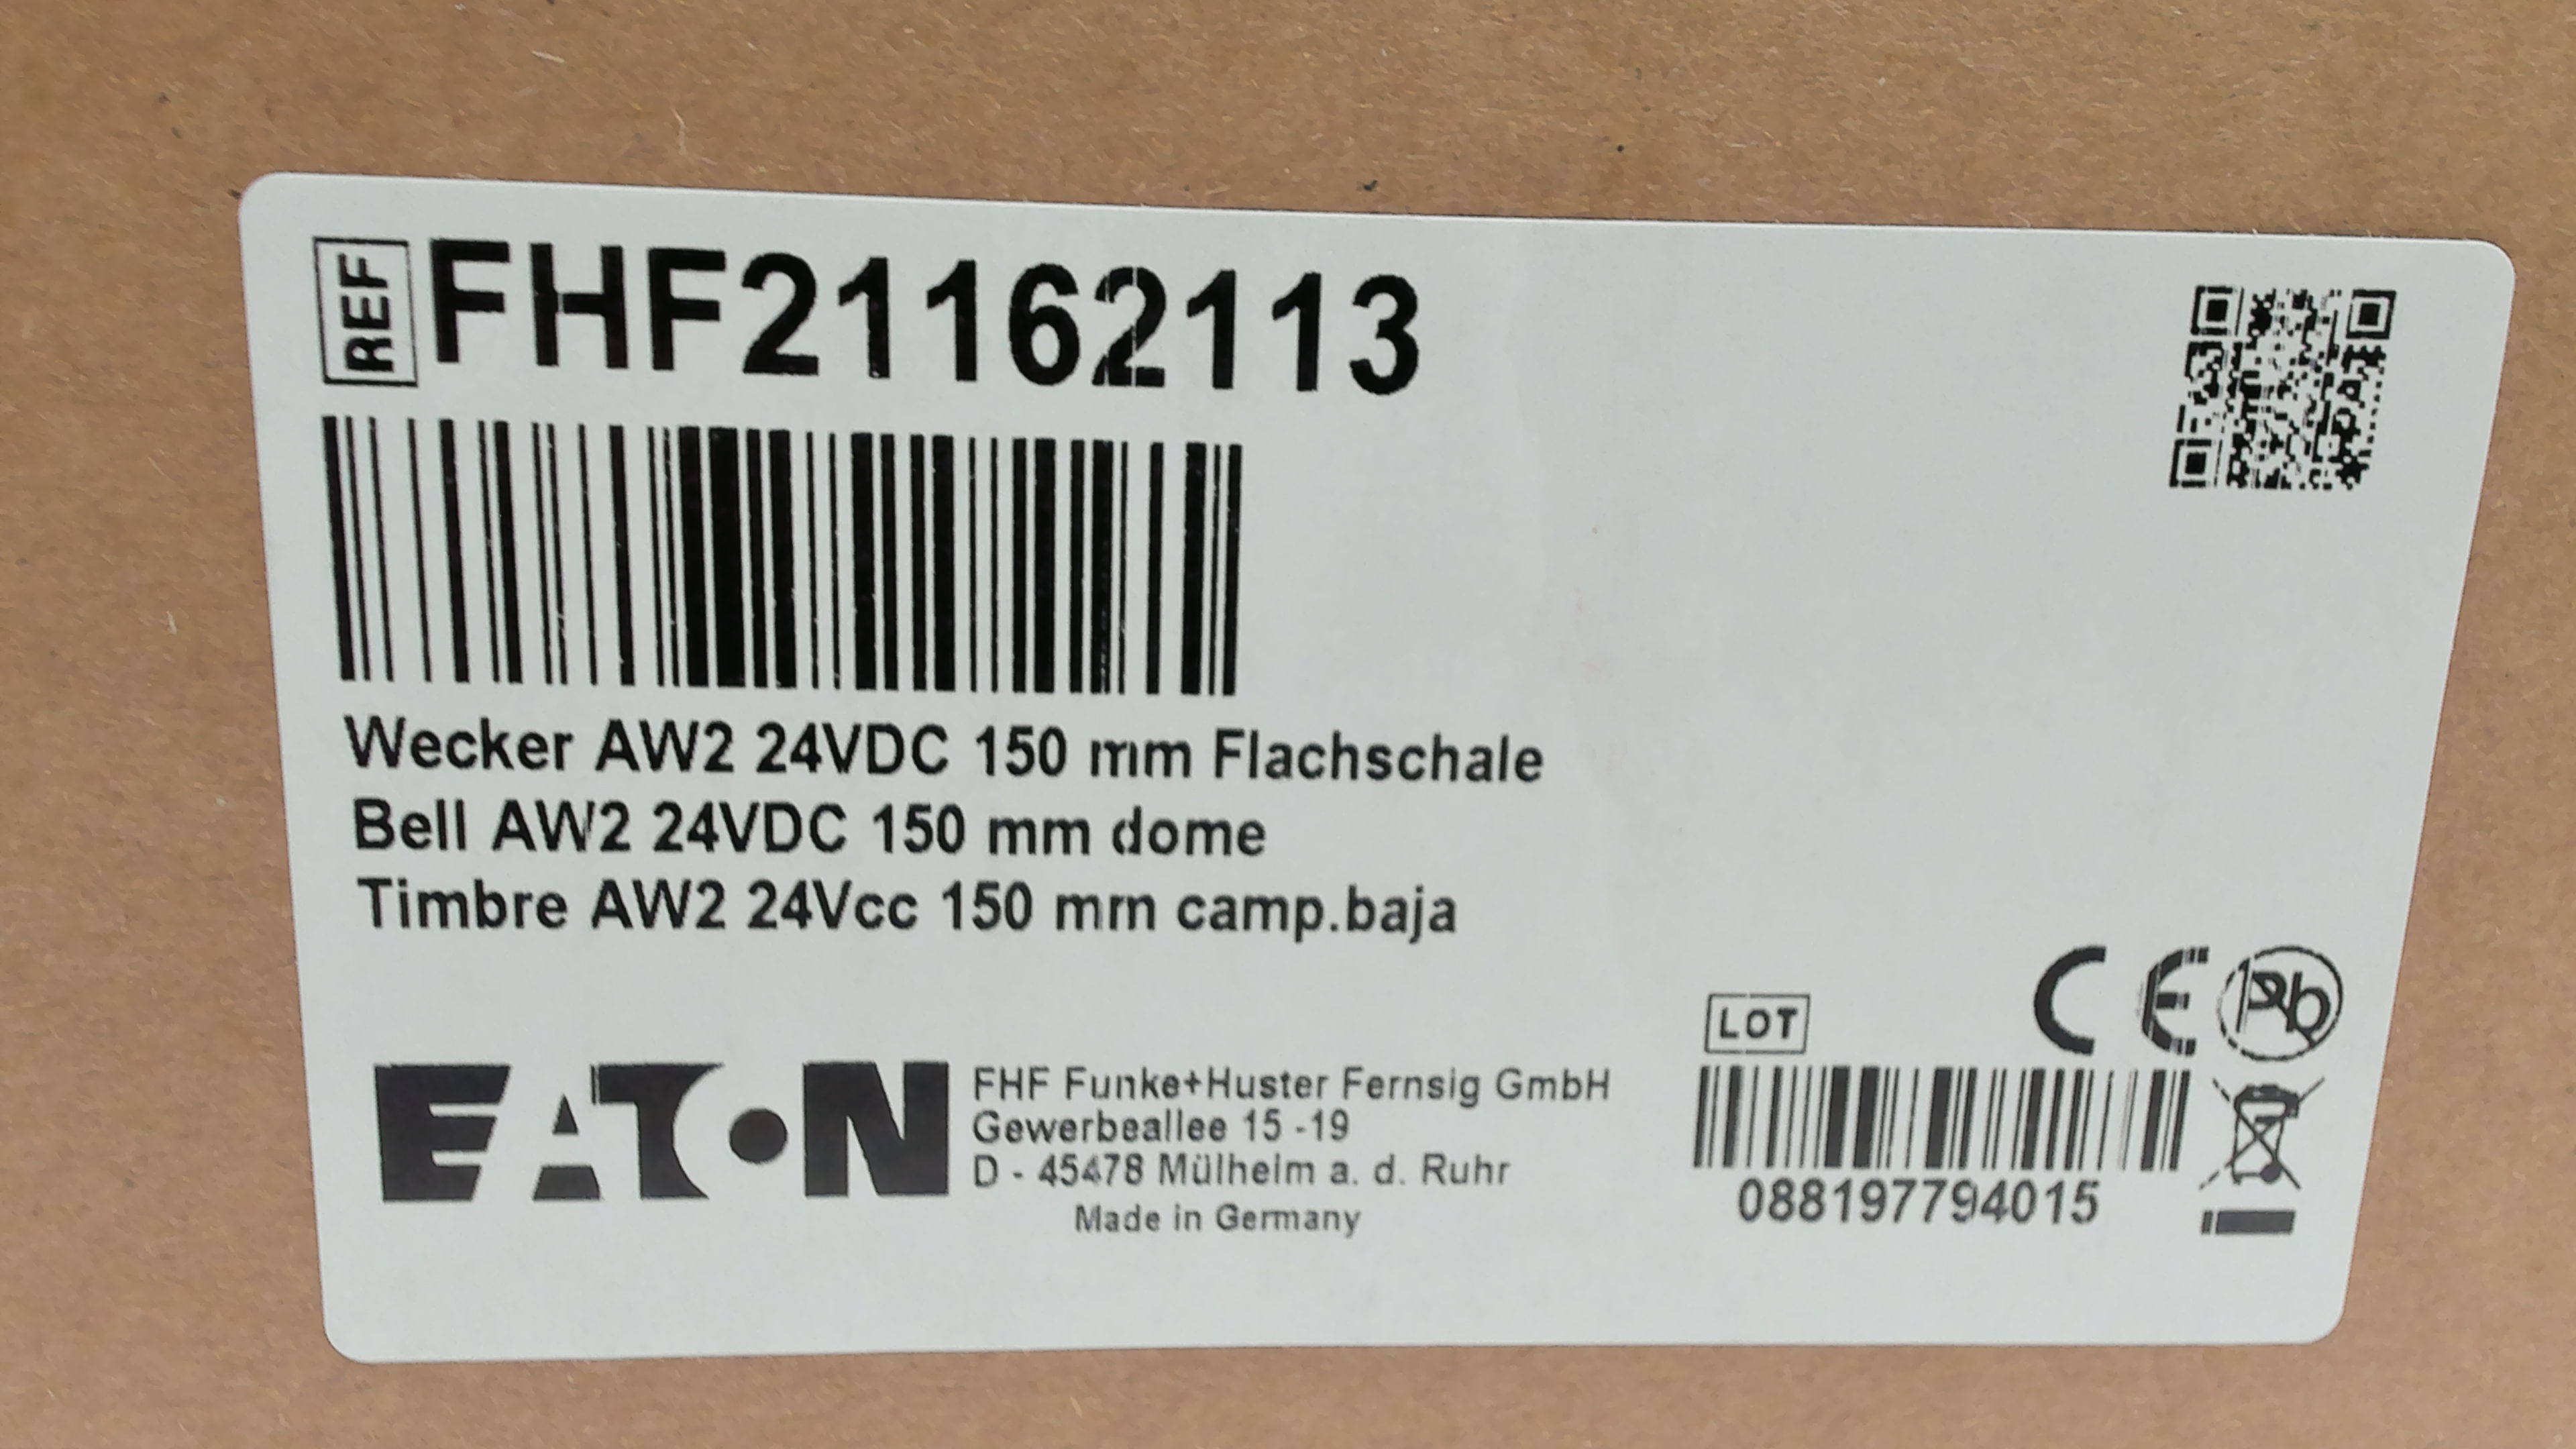 REF FHF21162113
Wecker AW2 24VDC 150 mm Flachschale
Bell AW2 24VDC 150 mm dome
Timbre AW2 24Vcc 150 mm camp.baja
EATON
FHF Funke+Huster Fernsig GmbH
Gewerbeallee 15 -19
D - 45478 Mülheim a. d. Ruhr
Made in Germany
LOT
CE Pb
088197794015